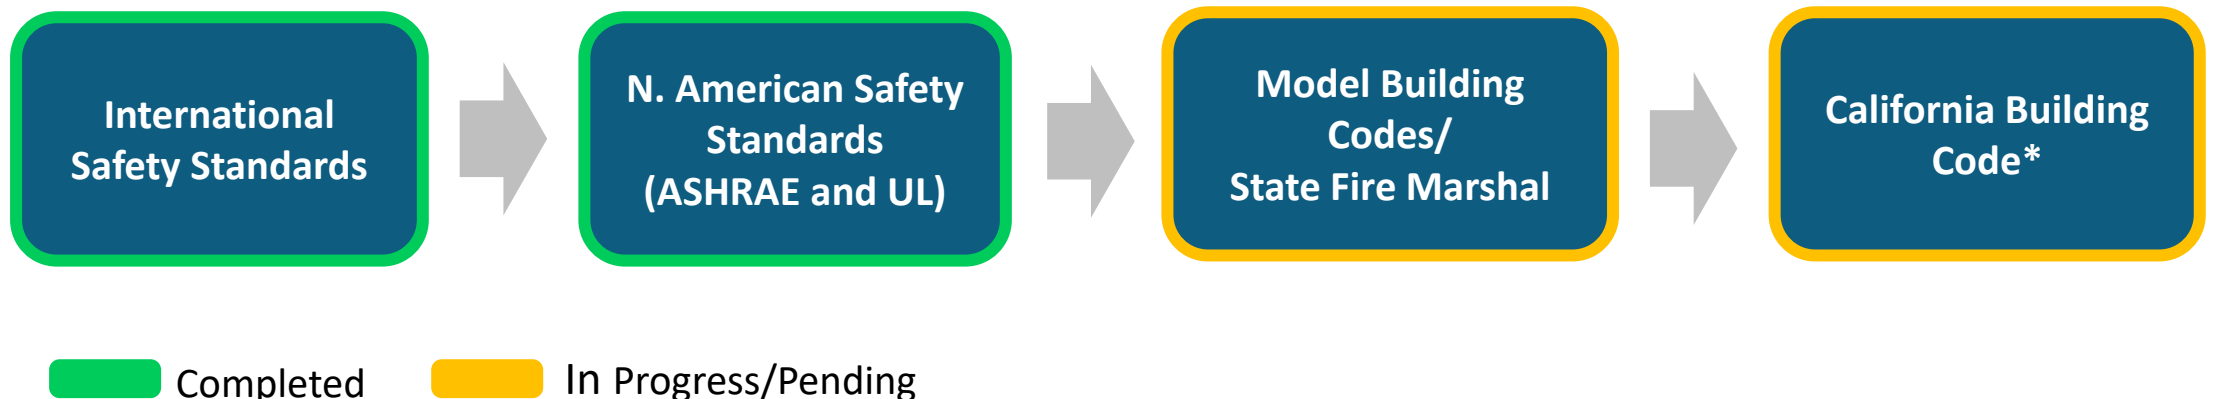 International
Safety Standards
N. American Safety
Standards
(ASHRAE and UL)
Model Building
Codes/
State Fire Marshal
California Building
Code*
Completed
In Progress/Pending